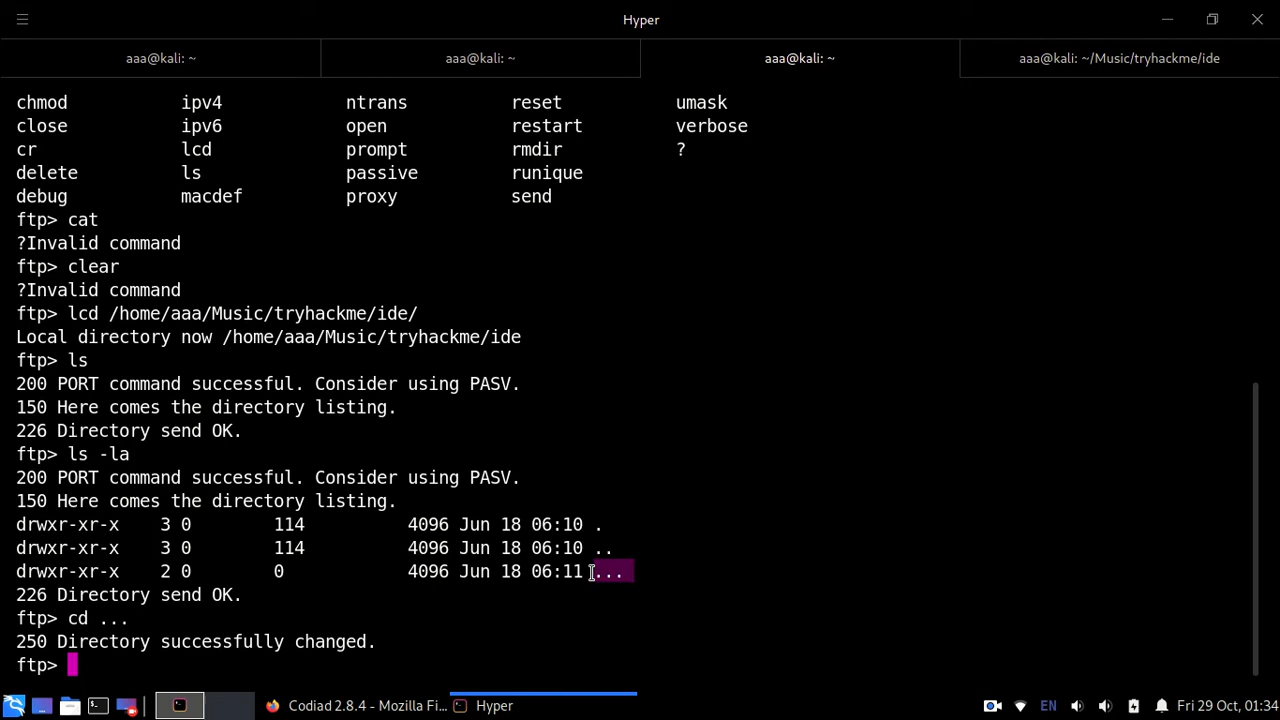 Hyper
aaa@kali: ~ aaa@kali: ~ aaa@kali: ~ aaa@kali: ~/Music/tryhackme/ide
chmod ipv4 ntrans reset umask
close ipv6 open restart verbose
cr lcd prompt rmdir ?
delete ls passive runique
debug macdef proxy send
ftp> cat
?Invalid command
ftp> clear
?Invalid command
ftp> lcd /home/aaa/Music/tryhackme/ide/
Local directory now /home/aaa/Music/tryhackme/ide
ftp> ls
200 PORT command successful. Consider using PASV.
150 Here comes the directory listing.
226 Directory send OK.
ftp> ls -la
200 PORT command successful. Consider using PASV.
150 Here comes the directory listing.
drwxr-xr-x 3 0 114 4096 Jun 18 06:10 .
drwxr-xr-x 3 0 114 4096 Jun 18 06:10 ..
drwxr-xr-x 2 0 0 4096 Jun 18 06:11 ...
226 Directory send OK.
ftp> cd ...
250 Directory successfully changed.
ftp>
Codiad 2.8.4 - Mozilla Fi... Hyper EN Fri 29 Oct, 01:34